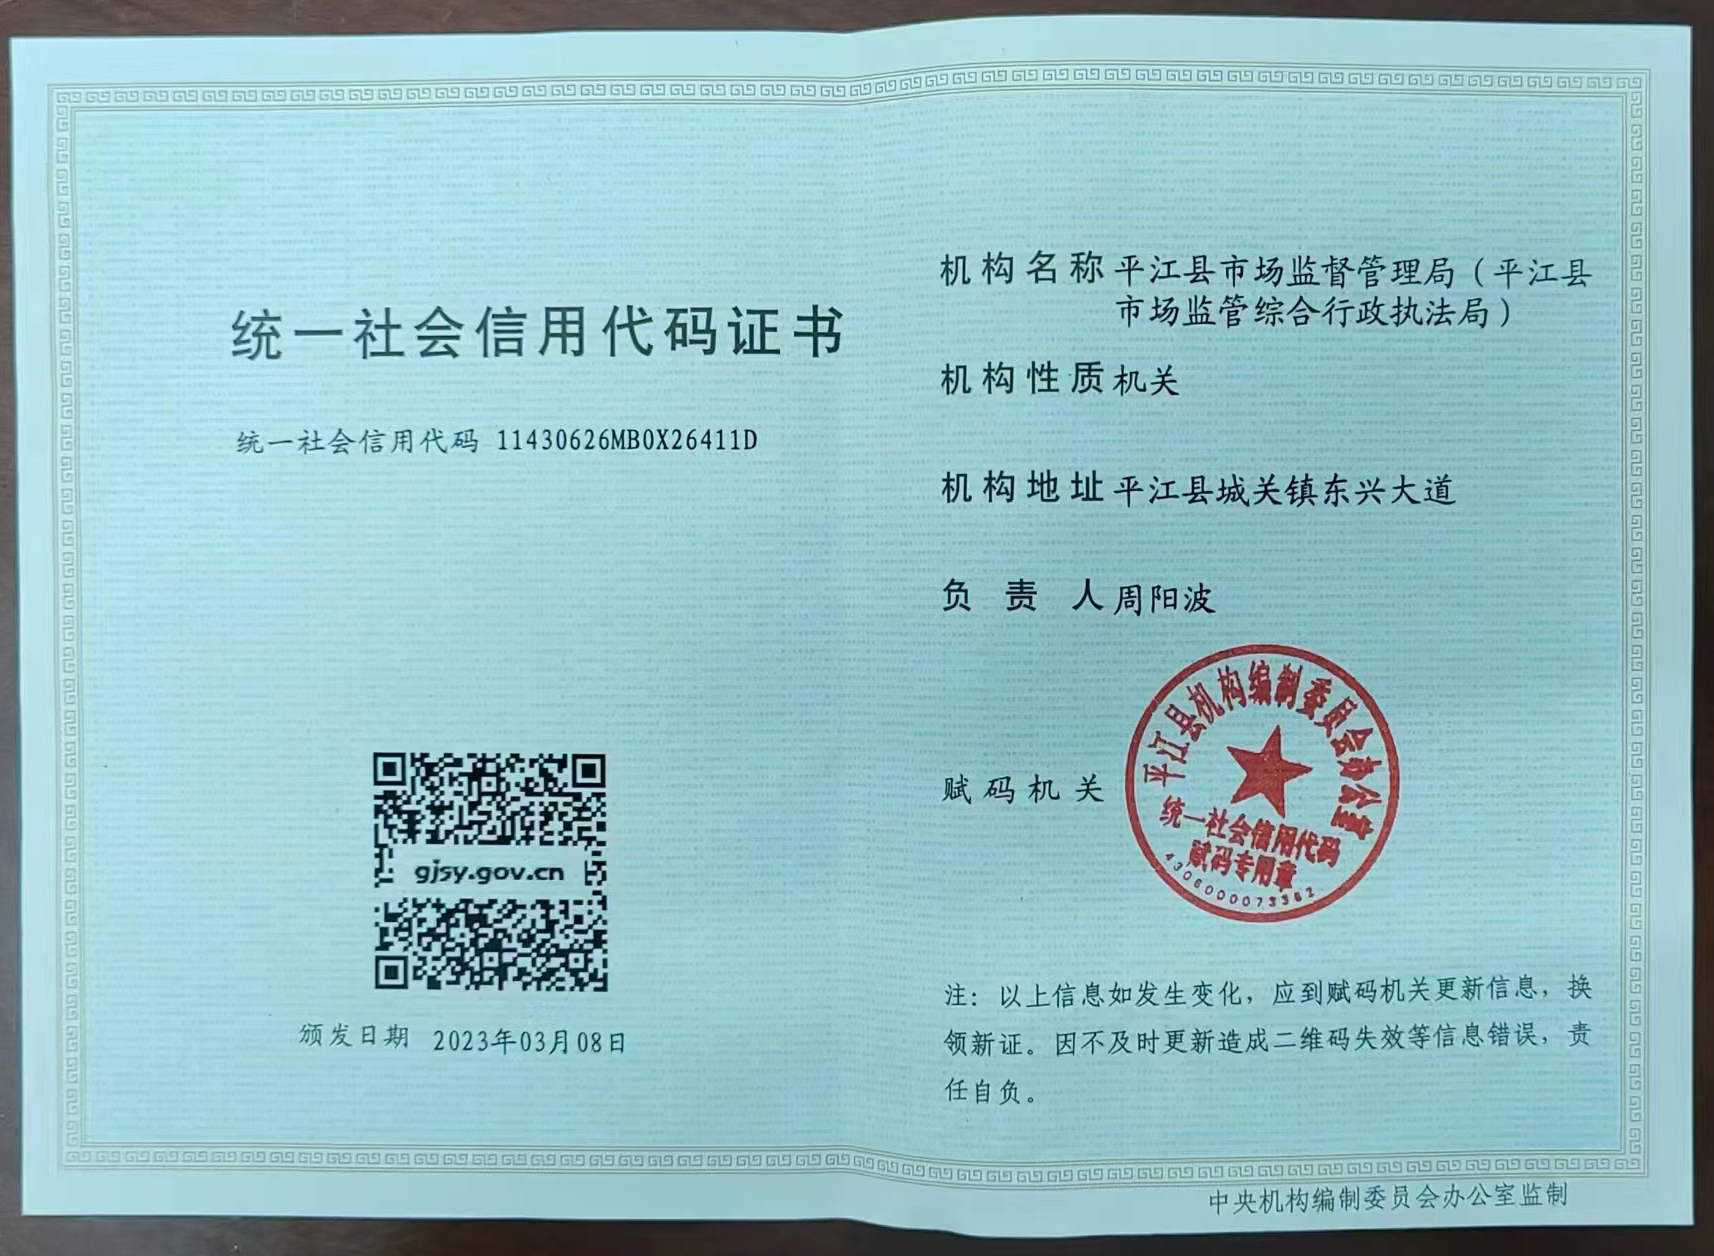 统一社会信用代码证书
统一社会信用代码 11430626MB0X26411D
gjsy.gov.cn
颁发日期 2023年03月08日
机构名称 平江县市场监督管理局（平江县
市场监管综合行政执法局）
机构性质 机关
机构地址 平江县城关镇东兴大道
负责人 周阳波
赋码机关
平江县机构编制委员会办公室
统一社会信用代码
赋码专用章
4306000073362
注：以上信息如发生变化，应到赋码机关更新信息，换
领新证。因不及时更新造成二维码失效等信息错误，责
任自负。
中央机构编制委员会办公室监制